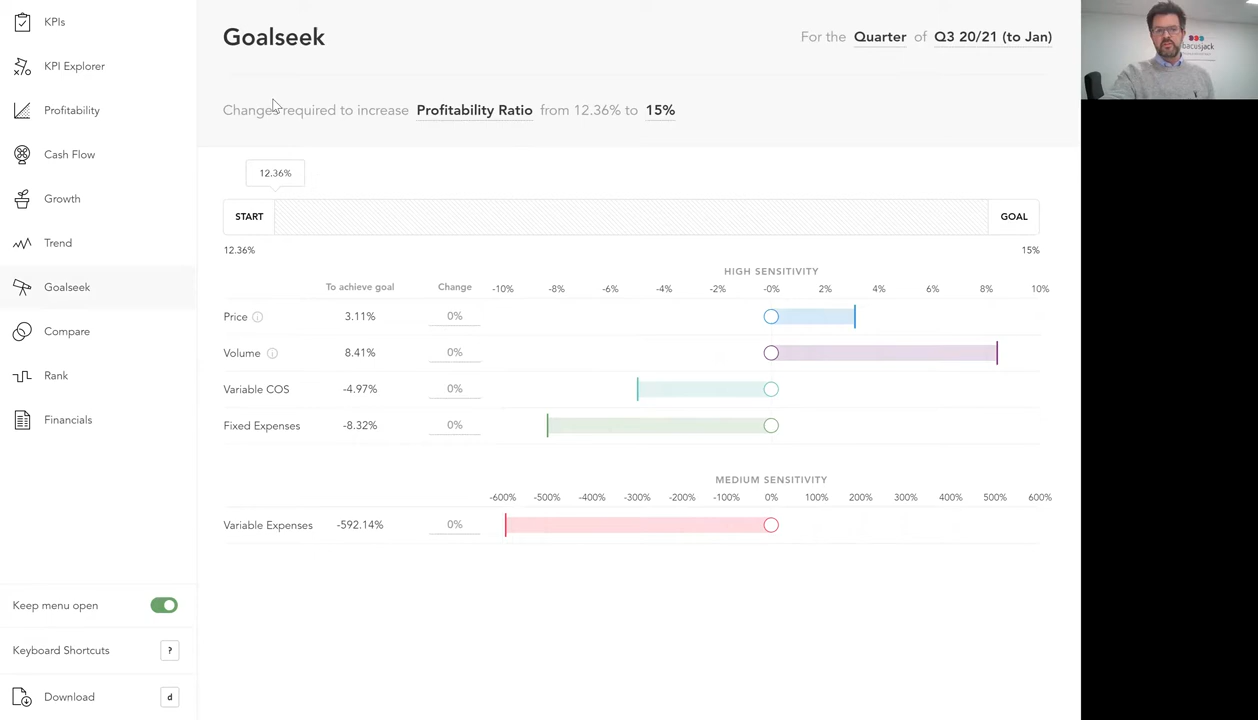 KPIs
KPI Explorer
Profitability
Cash Flow
Growth
Trend
Goalseek
Compare
Rank
Financials
Keep menu open
Keyboard Shortcuts ?
Download d
Goalseek
For the Quarter of Q3 20/21 (to Jan)
Changes required to increase Profitability Ratio from 12.36% to 15%
12.36%
START GOAL
12.36% 15%
HIGH SENSITIVITY
To achieve goal Change -10% -8% -6% -4% -2% -0% 2% 4% 6% 8% 10%
Price 3.11% 0%
Volume 8.41% 0%
Variable COS -4.97% 0%
Fixed Expenses -8.32% 0%
MEDIUM SENSITIVITY
-600% -500% -400% -300% -200% -100% 0% 100% 200% 300% 400% 500% 600%
Variable Expenses -592.14% 0%